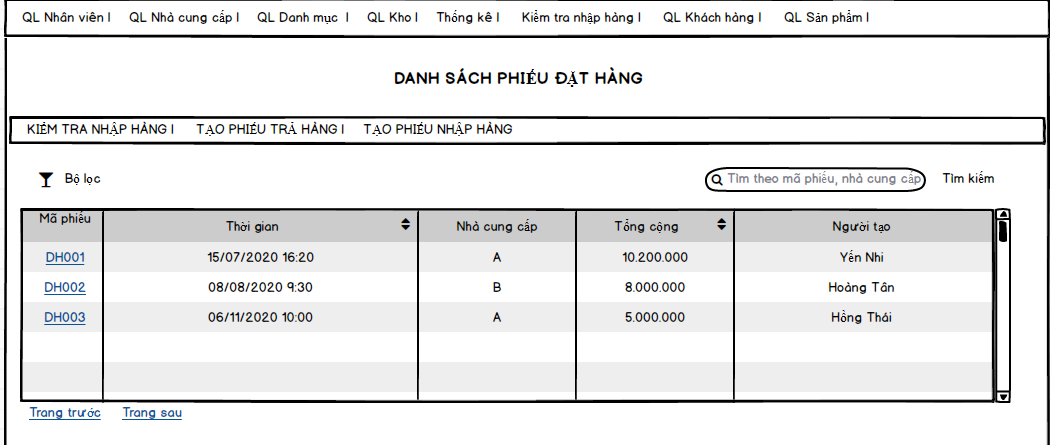 QL Nhân viên | QL Nhà cung cấp | QL Danh mục | QL Kho | Thống kê | Kiểm tra nhập hàng | QL Khách hàng | QL Sản phẩm |
DANH SÁCH PHIẾU ĐẶT HÀNG
KIỂM TRA NHẬP HÀNG | TẠO PHIẾU TRẢ HÀNG | TẠO PHIẾU NHẬP HÀNG
Bộ lọc Tìm theo mã phiếu, nhà cung cấp Tìm kiếm
Mã phiếu Thời gian Nhà cung cấp Tổng cộng Người tạo
DH001 15/07/2020 16:20 A 10.200.000 Yến Nhi
DH002 08/08/2020 9:30 B 8.000.000 Hoàng Tân
DH003 06/11/2020 10:00 A 5.000.000 Hồng Thái
Trang trước Trang sau